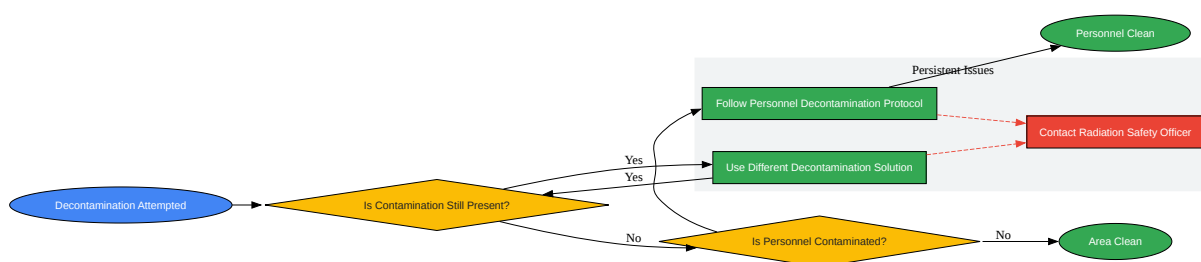 Personnel Clean
Persistent Issues
Follow Personnel Decontamination Protocol
Contact Radiation Safety Officer
Yes
Use Different Decontamination Solution
Yes
Decontamination Attempted
Is Contamination Still Present?
No
Is Personnel Contaminated?
No
Area Clean